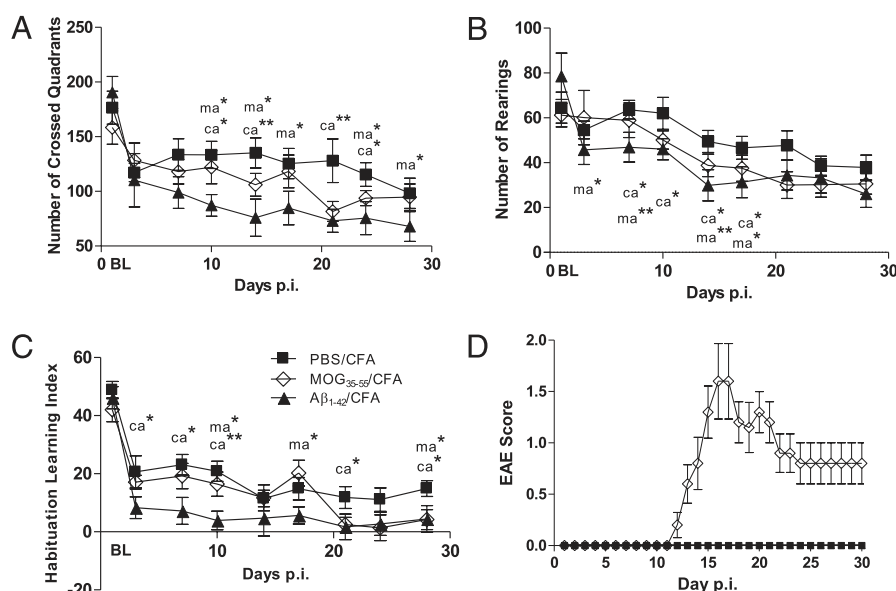 A
Number of Crossed Quadrants
250
200
150
100
50
ma*
ca*
ma*
ca**
ma*
ca**
ma*
ca*
ma*
0 BL
10
20
30
Days p.i.
B
Number of Rearings
100
80
60
40
20
0
ma*
ca*
ma**
ca*
ca*
ma**
ca*
ma*
0 BL
10
20
30
Days p.i.
C
Habituation Learning Index
60
40
20
0
-20
PBS/CFA
MOG35-55/CFA
Aβ1-42/CFA
ca*
ca*
ma*
ca**
ma*
ca*
ma*
ca*
BL
10
20
30
Days p.i.
D
EAE Score
2.0
1.5
1.0
0.5
0.0
0
5
10
15
20
25
30
Day p.i.